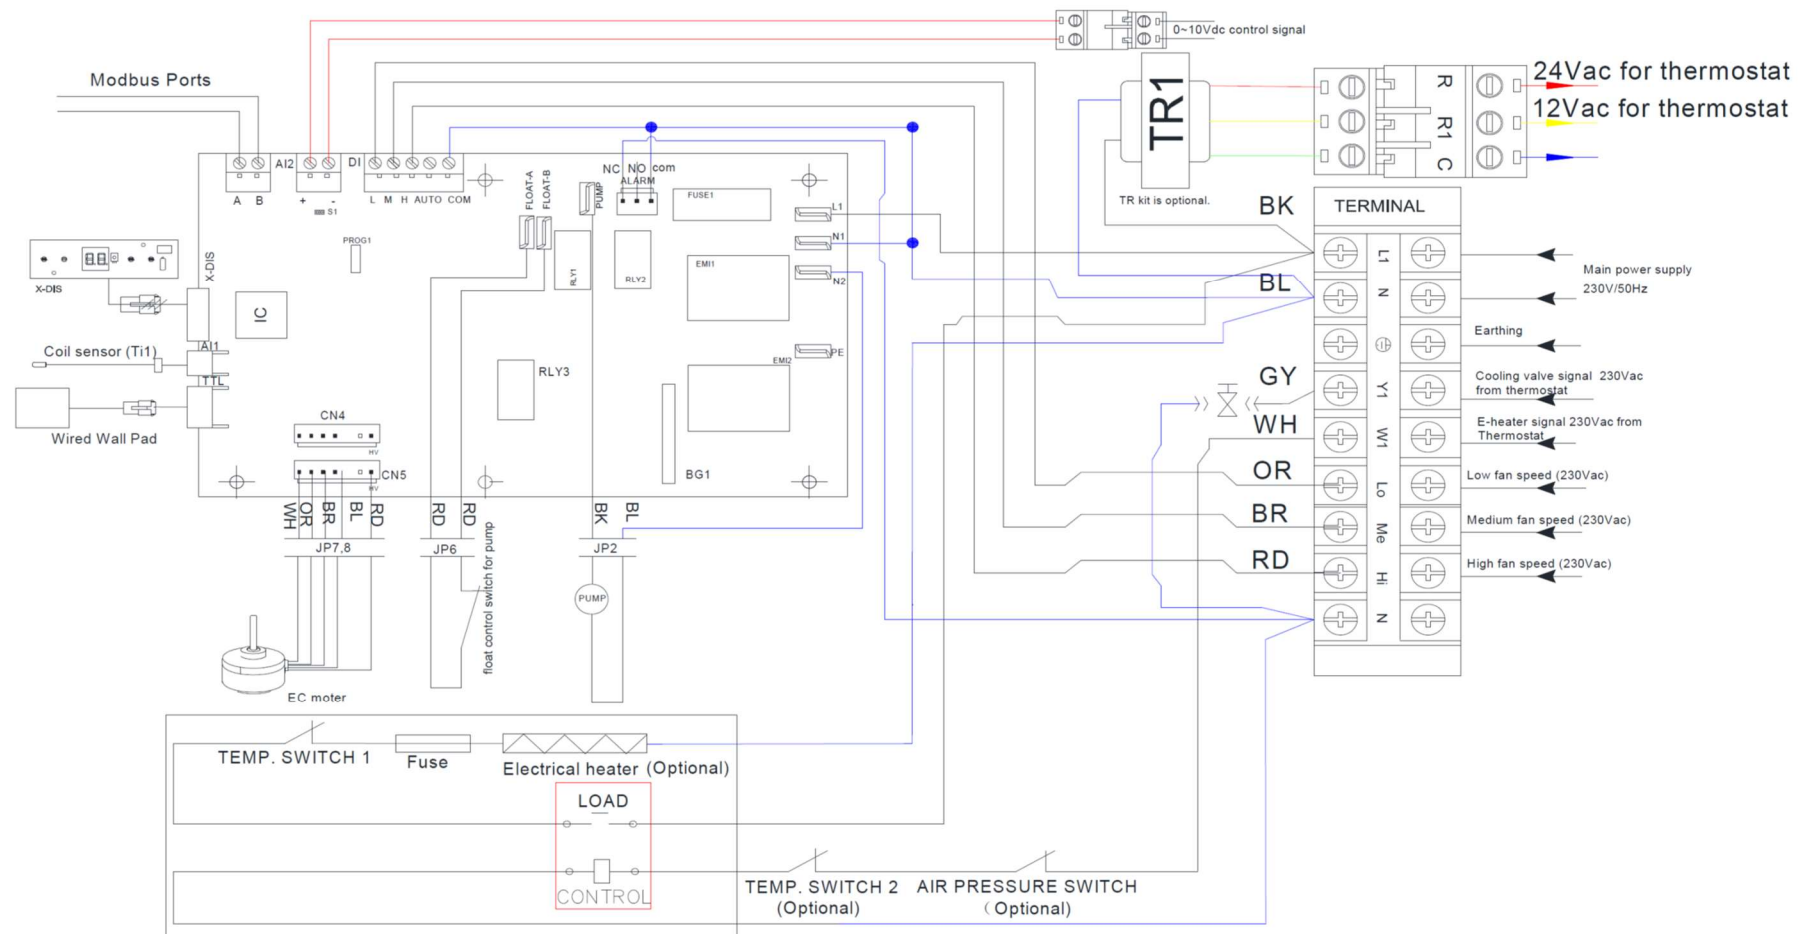 0~10Vdc control signal
Modbus Ports
24Vac for thermostat
12Vac for thermostat
TR1
R
R1
C
TR kit is optional.
AI2
DI
A B
+ -
S1
L M H AUTO COM
FLOAT-A
FLOAT-B
PUMP
NC NO com
ALARM
FUSE1
L1
N1
N2
PE
PROG1
X-DIS
X-DIS
IC
RLY1
RLY2
EMI1
EMI2
Coil sensor (Ti1)
AI1
TTL
RLY3
Wired Wall Pad
CN4
HV
CN5
HV
BG1
BK
BL
GY
WH
OR
BR
RD
TERMINAL
L1
N
Y1
W1
Lo
Me
Hi
N
Main power supply
230V/50Hz
Earthing
Cooling valve signal 230Vac
from thermostat
E-heater signal 230Vac from
Thermostat
Low fan speed (230Vac)
Medium fan speed (230Vac)
High fan speed (230Vac)
WH
OR
BR
BL
RD
RD
RD
BK
BL
JP7,8
JP6
JP2
float control switch for pump
PUMP
EC moter
TEMP. SWITCH 1
Fuse
Electrical heater (Optional)
LOAD
CONTROL
TEMP. SWITCH 2
(Optional)
AIR PRESSURE SWITCH
(Optional)